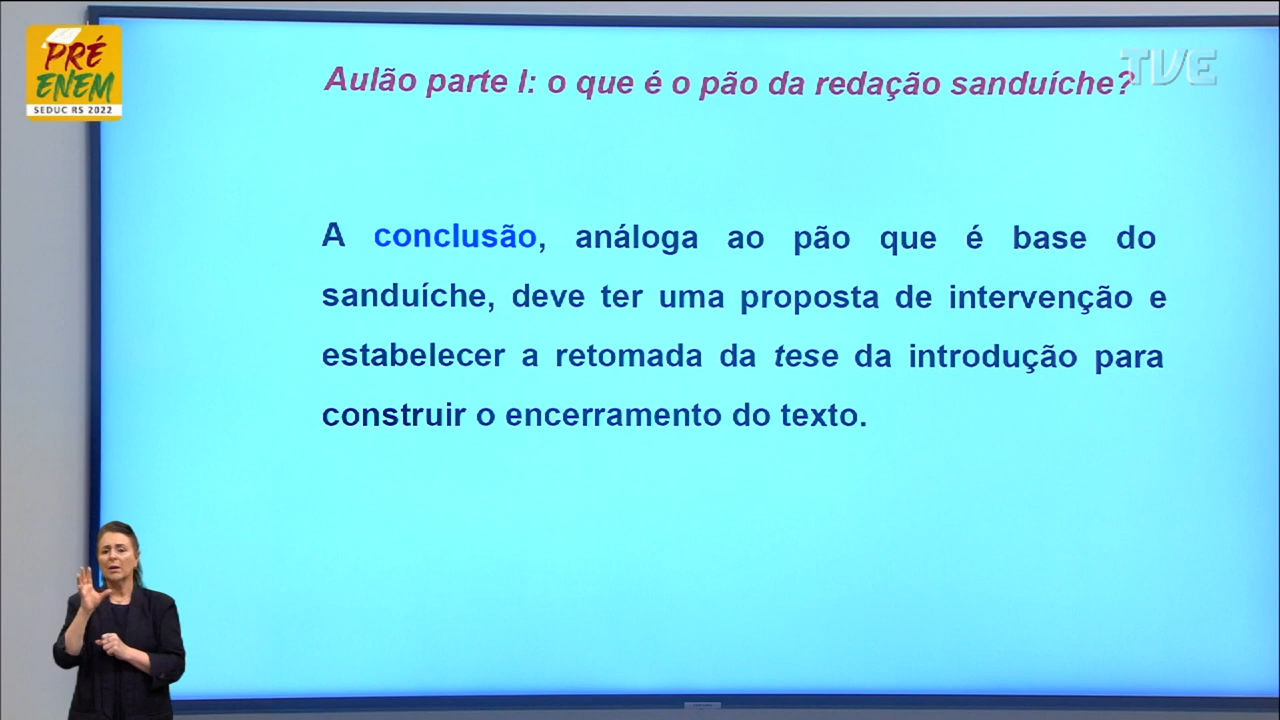 PRÉ
ENEM
SEDUC RS 2022
TVE
Aulão parte I: o que é o pão da redação sanduíche?
A conclusão, análoga ao pão que é base do
sanduíche, deve ter uma proposta de intervenção e
estabelecer a retomada da tese da introdução para
construir o encerramento do texto.